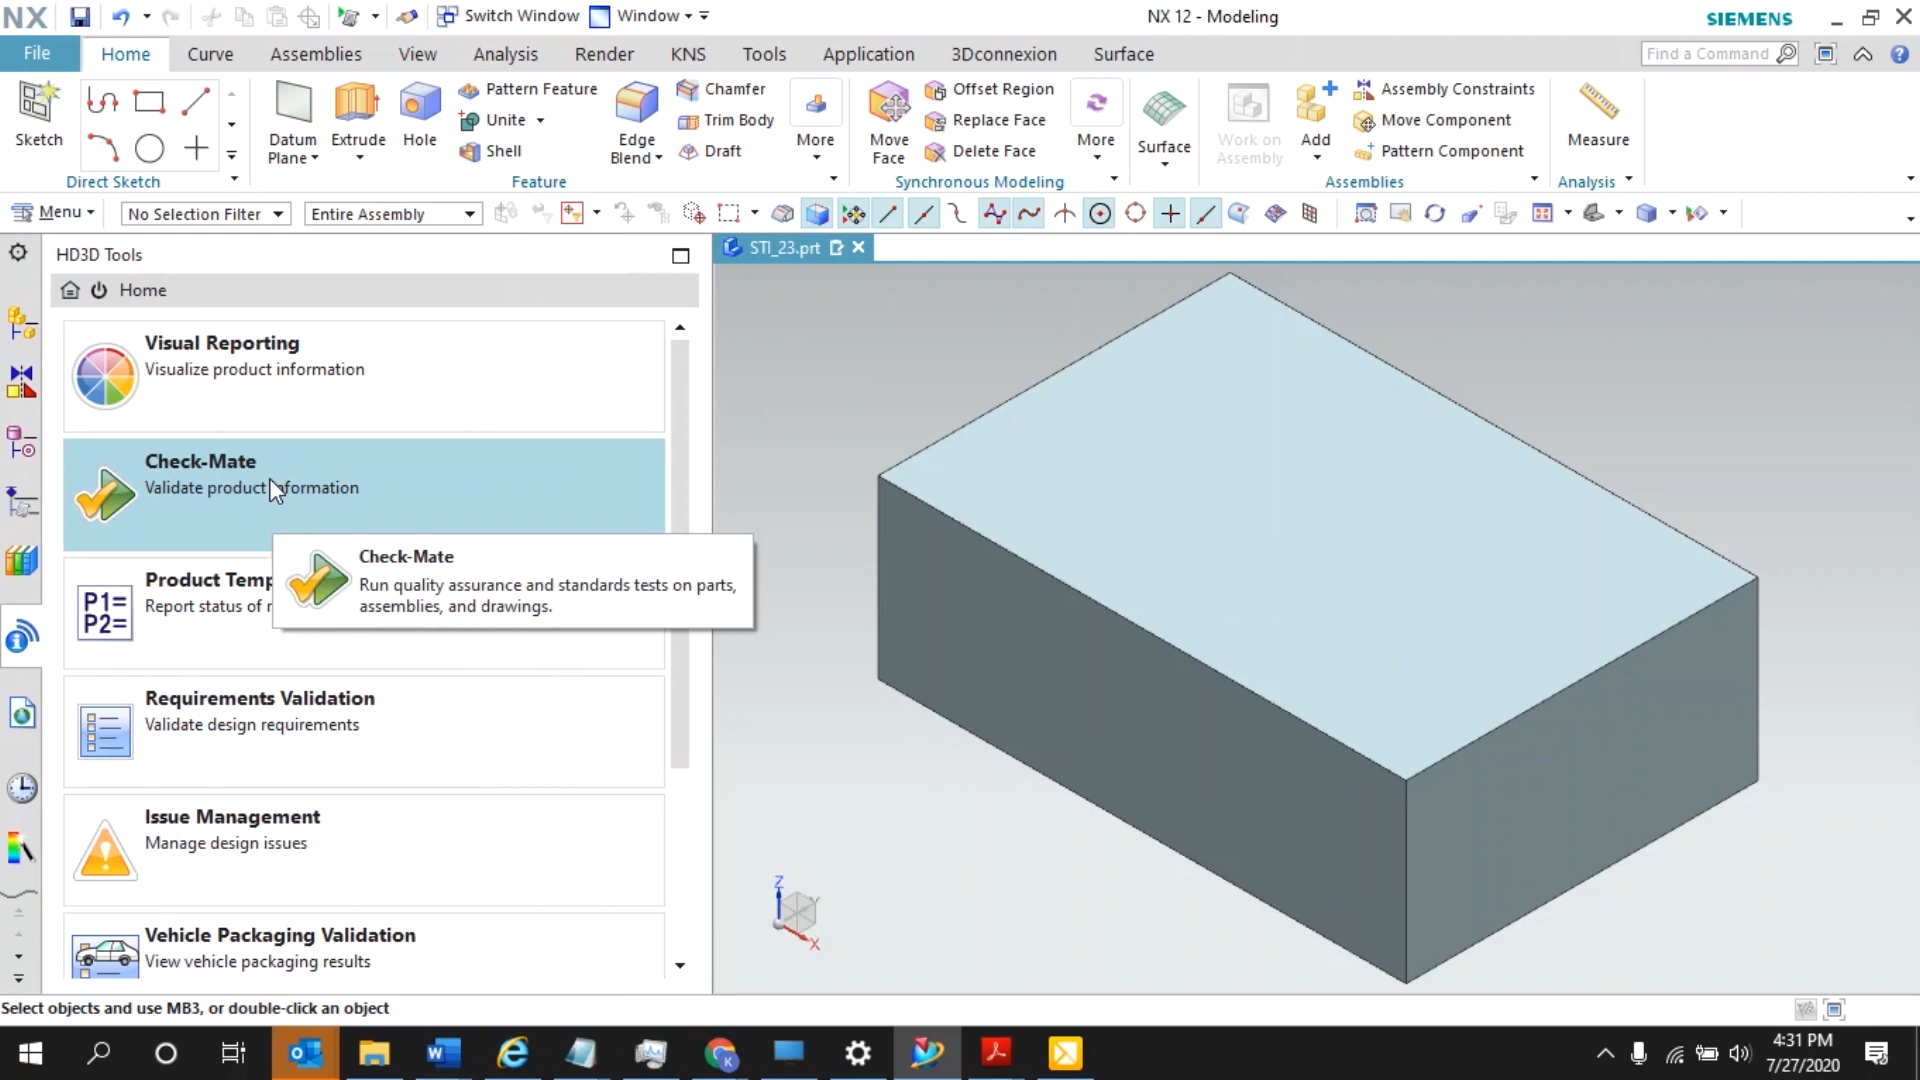 NX
Switch Window
Window
NX 12 - Modeling
SIEMENS
File
Home
Curve
Assemblies
View
Analysis
Render
KNS
Tools
Application
3Dconnexion
Surface
Find a Command
Sketch
Direct Sketch
Datum
Plane
Extrude
Hole
Pattern Feature
Unite
Shell
Edge
Blend
Chamfer
Trim Body
Draft
More
Feature
Move
Face
Offset Region
Replace Face
Delete Face
More
Synchronous Modeling
Surface
Work on
Assembly
Add
Assembly Constraints
Move Component
Pattern Component
Assemblies
Measure
Analysis
Menu
No Selection Filter
Entire Assembly
HD3D Tools
STI_23.prt
Home
Visual Reporting
Visualize product information
Check-Mate
Validate product
formation
Check-Mate
Run quality assurance and standards tests on parts,
assemblies, and drawings.
Product Temp
Report status of r
P1=
P2=
Requirements Validation
Validate design requirements
Issue Management
Manage design issues
Vehicle Packaging Validation
View vehicle packaging results
Z
Y
X
Select objects and use MB3, or double-click an object
4:31 PM
7/27/2020